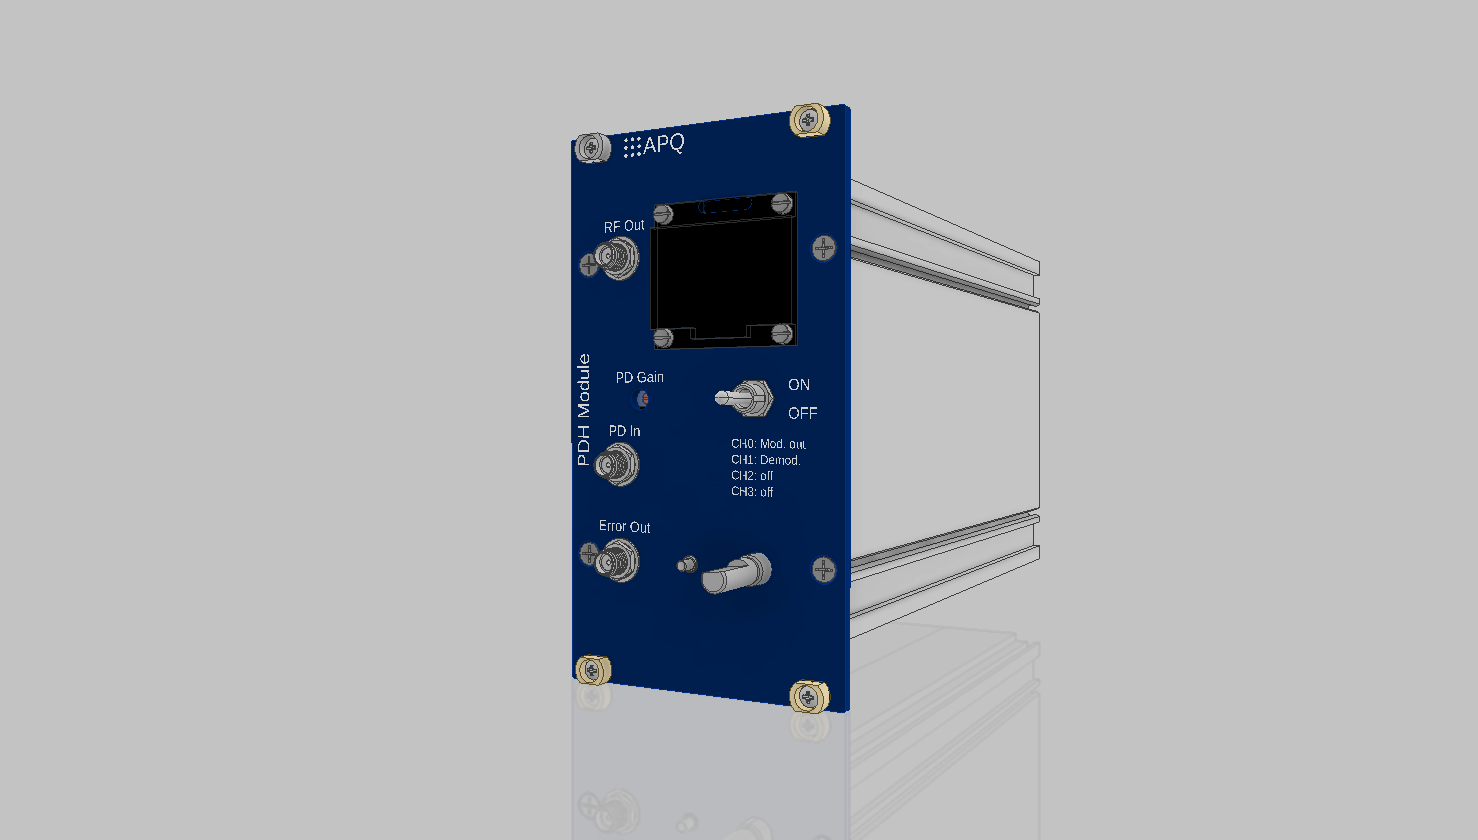 APQ
RF Out
PDH Module
PD Gain
ON
OFF
PD In
CH0: Mod. out
CH1: Demod.
CH2: off
CH3: off
Error Out